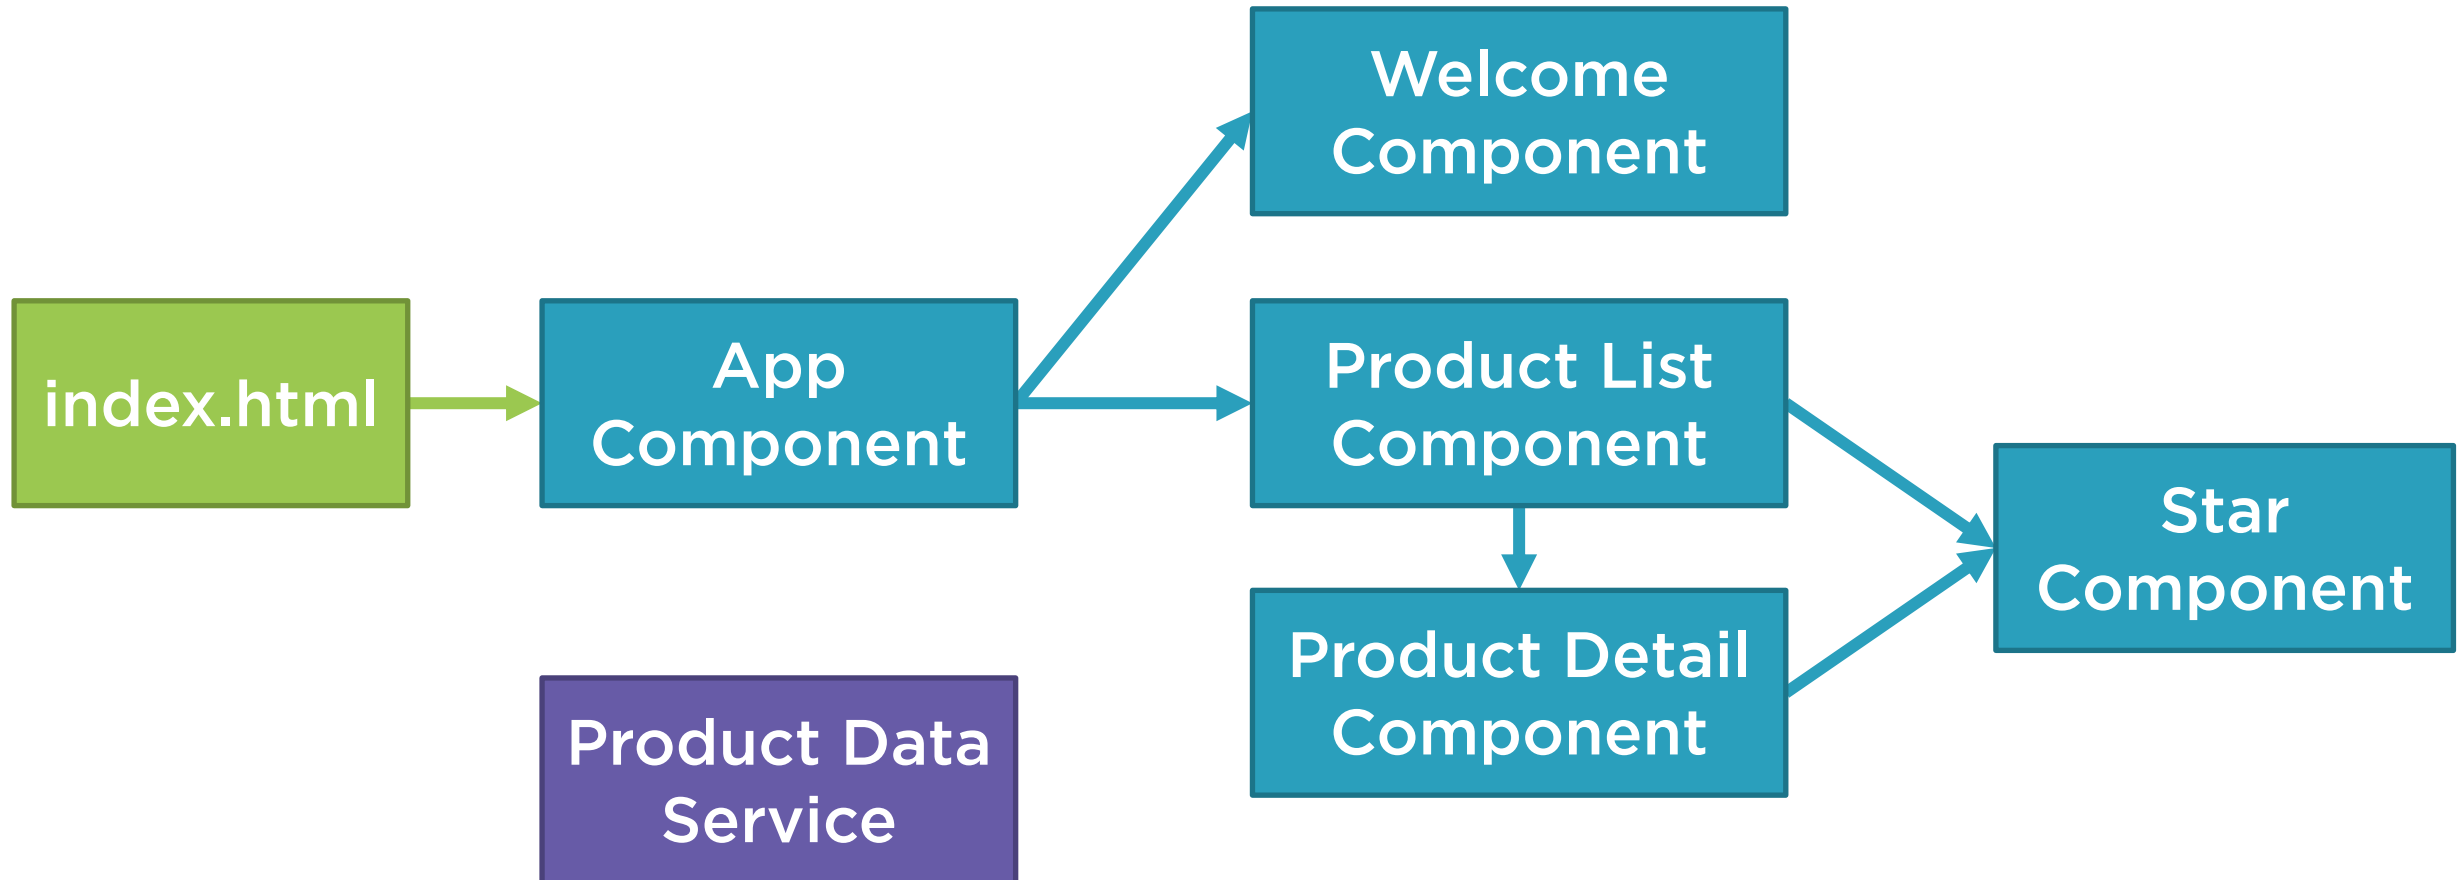 Welcome
Component
index.html
App
Component
Product List
Component
Star
Component
Product Detail
Component
Product Data
Service